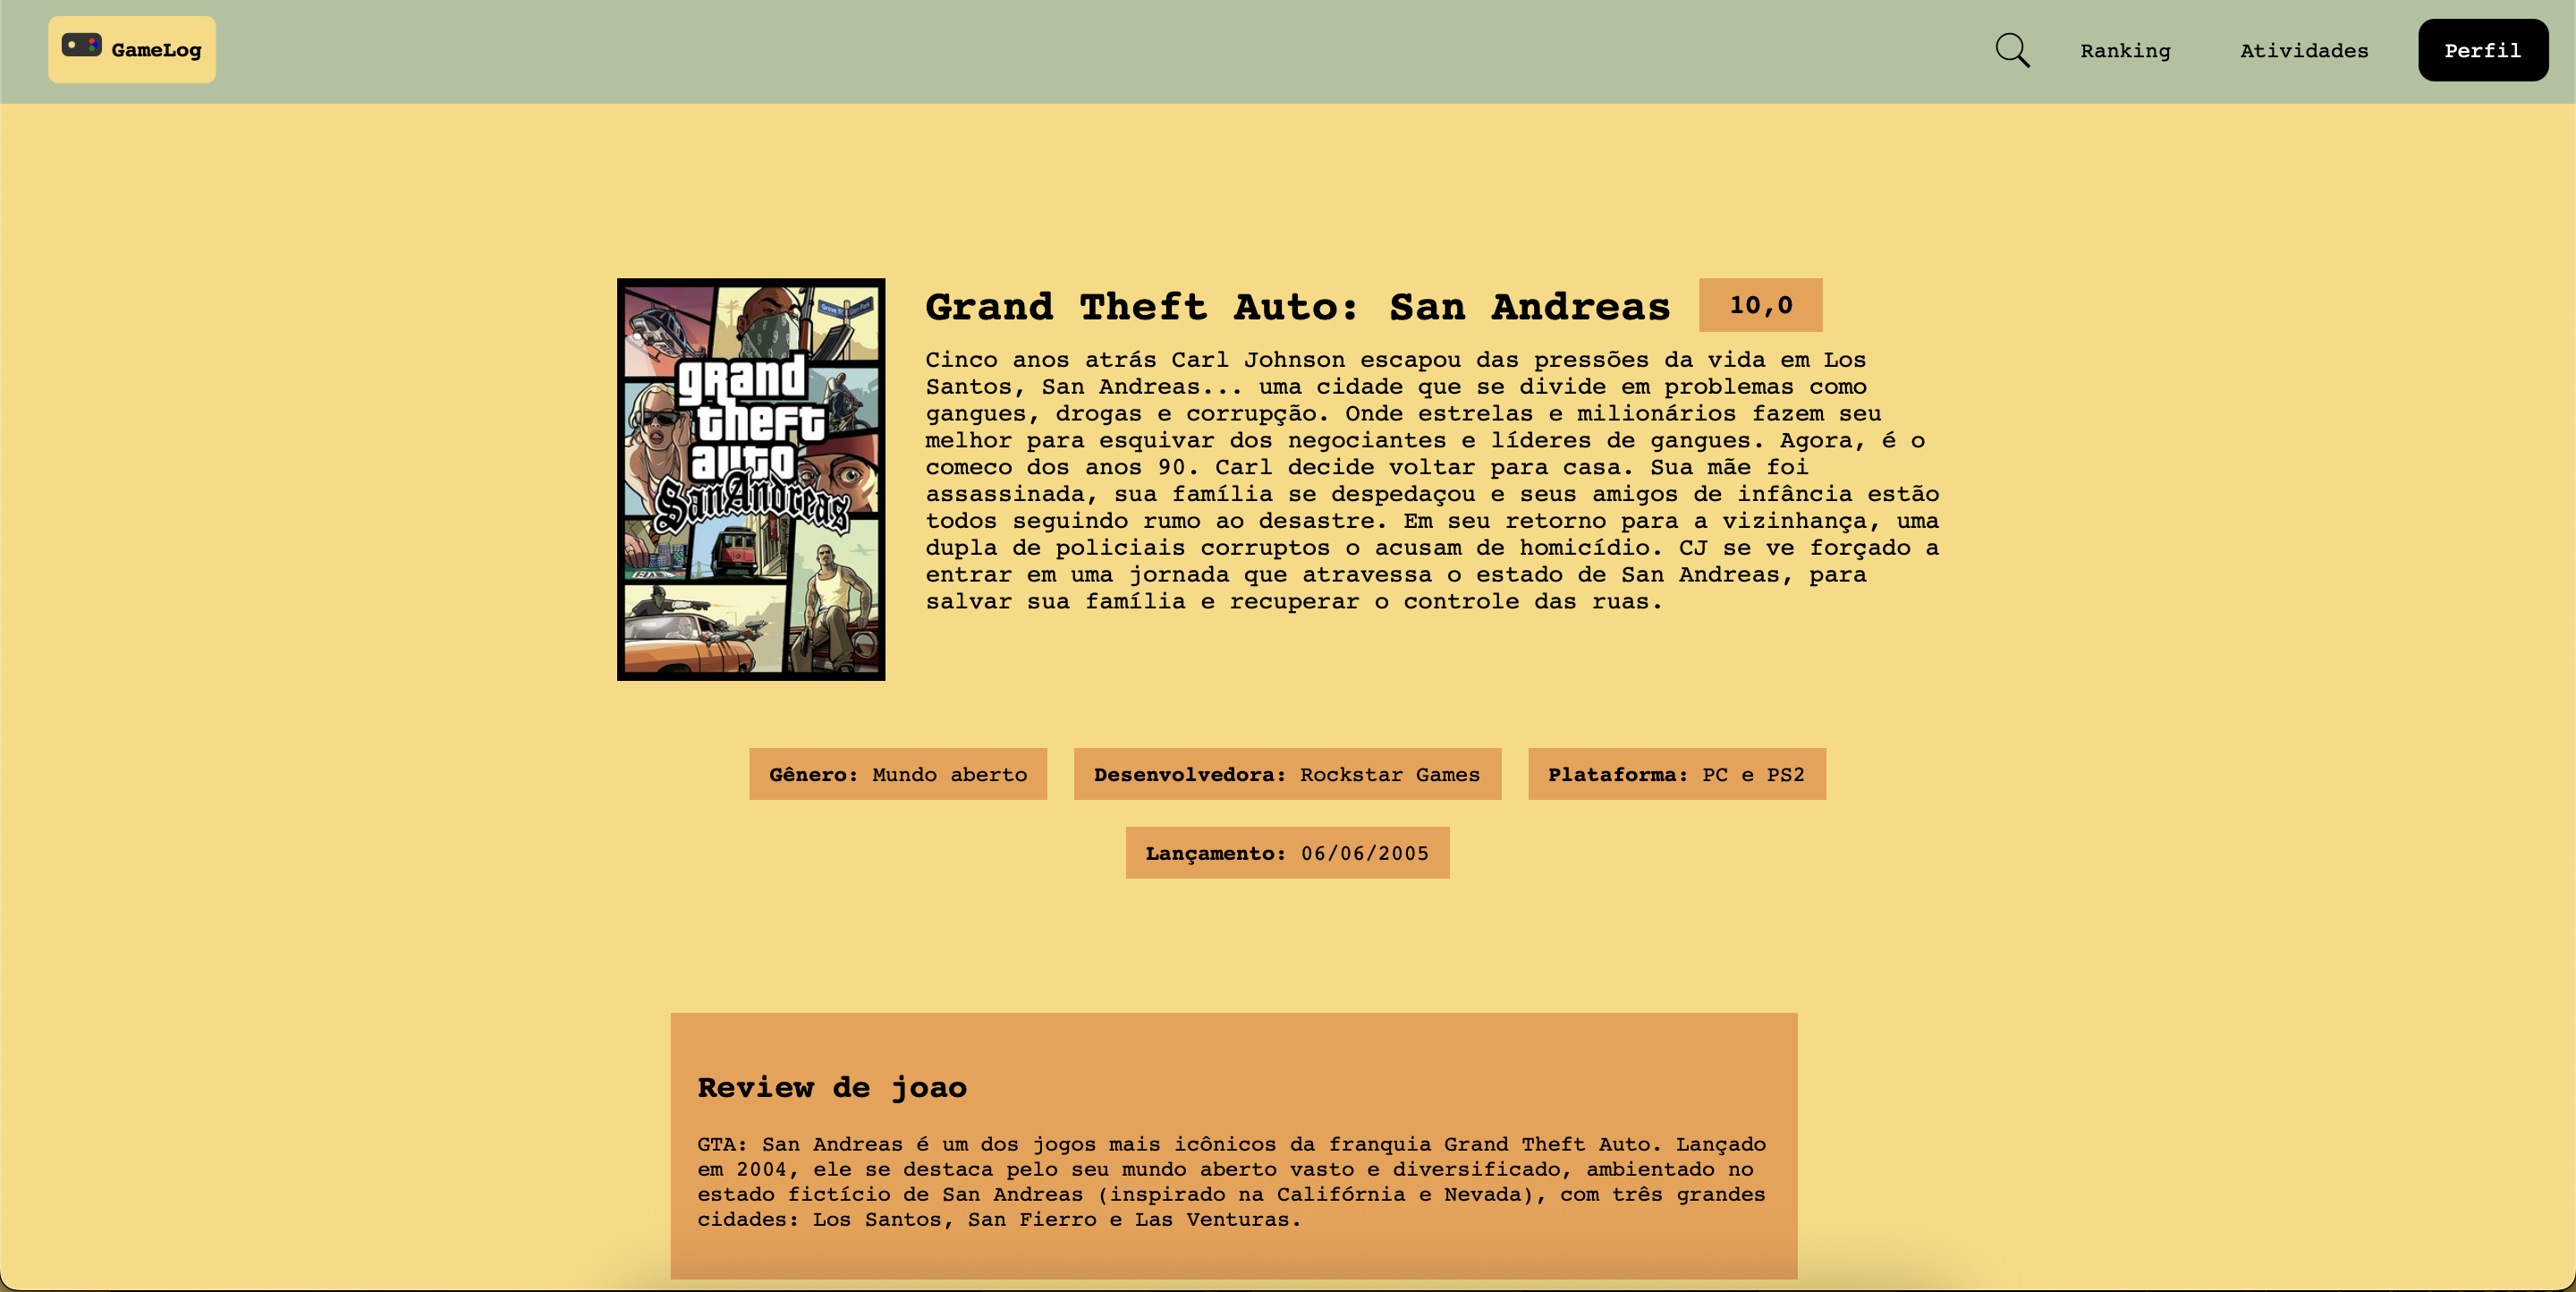 GameLog
Ranking
Atividades
Perfil
grand
theft
auto
San Andreas
Grand Theft Auto: San Andreas
10,0
Cinco anos atrás Carl Johnson escapou das pressões da vida em Los
Santos, San Andreas... uma cidade que se divide em problemas como
gangues, drogas e corrupção. Onde estrelas e milionários fazem seu
melhor para esquivar dos negociantes e líderes de gangues. Agora, é o
comeco dos anos 90. Carl decide voltar para casa. Sua mãe foi
assassinada, sua família se despedaçou e seus amigos de infância estão
todos seguindo rumo ao desastre. Em seu retorno para a vizinhança, uma
dupla de policiais corruptos o acusam de homicídio. CJ se ve forçado a
entrar em uma jornada que atravessa o estado de San Andreas, para
salvar sua família e recuperar o controle das ruas.
Gênero: Mundo aberto
Desenvolvedora: Rockstar Games
Plataforma: PC e PS2
Lançamento: 06/06/2005
Review de joao
GTA: San Andreas é um dos jogos mais icônicos da franquia Grand Theft Auto. Lançado
em 2004, ele se destaca pelo seu mundo aberto vasto e diversificado, ambientado no
estado fictício de San Andreas (inspirado na Califórnia e Nevada), com três grandes
cidades: Los Santos, San Fierro e Las Venturas.